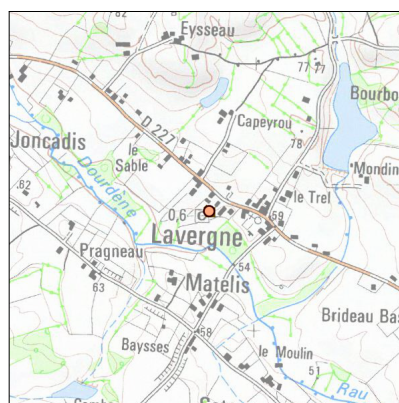 82
Eysseau
77 77
Bourbo
D 227
Capeyrou
Joncadis
le Sable
78
Mondin
Dourdène
62
le Trel
0,6
59
Lavergne
Pragneau
54
63
Matelis
Brideau Bas
58
Baysses
le Moulin
51
Rau